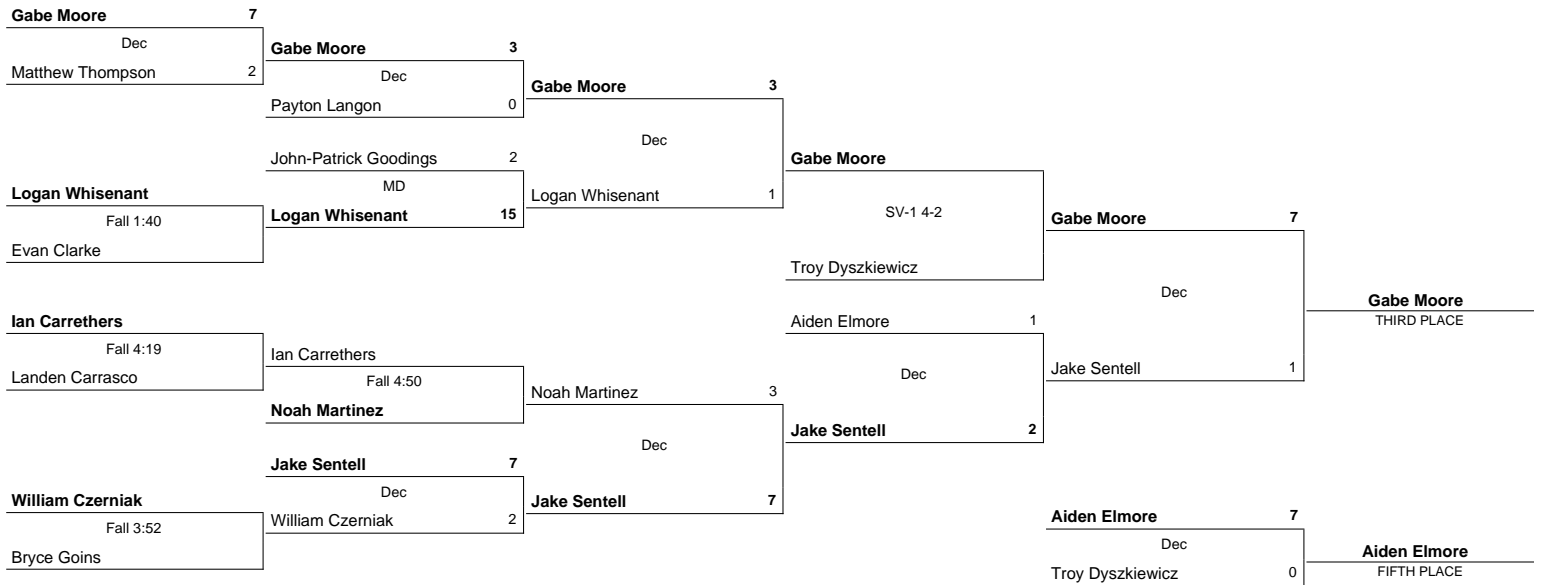 Gabe Moore 7
Dec
Matthew Thompson 2
Gabe Moore 3
Dec
Payton Langon 0
John-Patrick Goodings 2
MD
Logan Whisenant 15
Logan Whisenant
Fall 1:40
Evan Clarke
Gabe Moore 3
Dec
Logan Whisenant 1
Gabe Moore
SV-1 4-2
Troy Dyszkiewicz
Gabe Moore 7
Dec
Jake Sentell 1
Gabe Moore
THIRD PLACE
Ian Carrethers
Fall 4:19
Landen Carrasco
Ian Carrethers
Fall 4:50
Noah Martinez
Jake Sentell 7
Dec
William Czerniak 2
William Czerniak
Fall 3:52
Bryce Goins
Noah Martinez 3
Dec
Jake Sentell 7
Aiden Elmore 1
Dec
Jake Sentell 2
Aiden Elmore 7
Dec
Troy Dyszkiewicz 0
Aiden Elmore
FIFTH PLACE